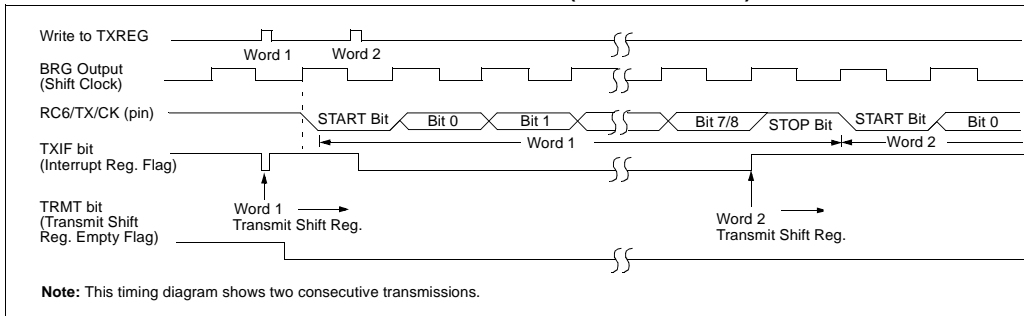 Write to TXREG
Word 1
Word 2
BRG Output
(Shift Clock)
RC6/TX/CK (pin)
START Bit
Bit 0
Bit 1
Bit 7/8
STOP Bit
START Bit
Bit 0
Word 1
Word 2
TXIF bit
(Interrupt Reg. Flag)
Word 1
Transmit Shift Reg.
Word 2
Transmit Shift Reg.
TRMT bit
(Transmit Shift
Reg. Empty Flag)
Note: This timing diagram shows two consecutive transmissions.